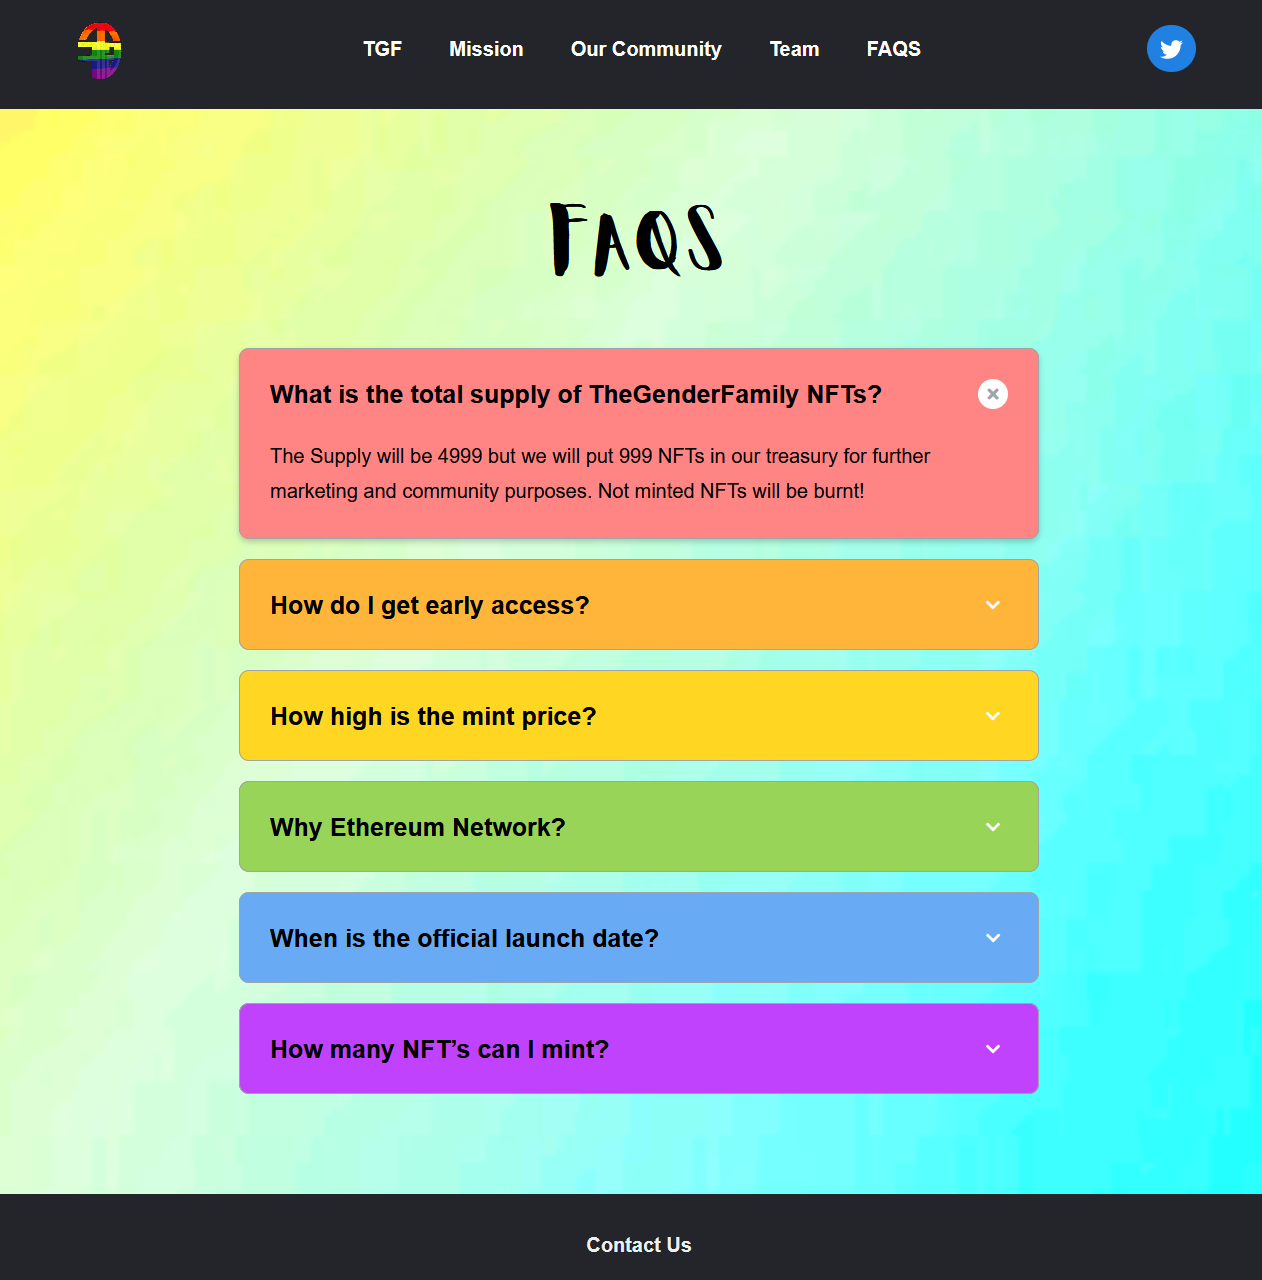 TGF Mission Our Community Team FAQS
FAQS
What is the total supply of TheGenderFamily NFTs?
The Supply will be 4999 but we will put 999 NFTs in our treasury for further
marketing and community purposes. Not minted NFTs will be burnt!
How do I get early access?
How high is the mint price?
Why Ethereum Network?
When is the official launch date?
How many NFT’s can I mint?
Contact Us